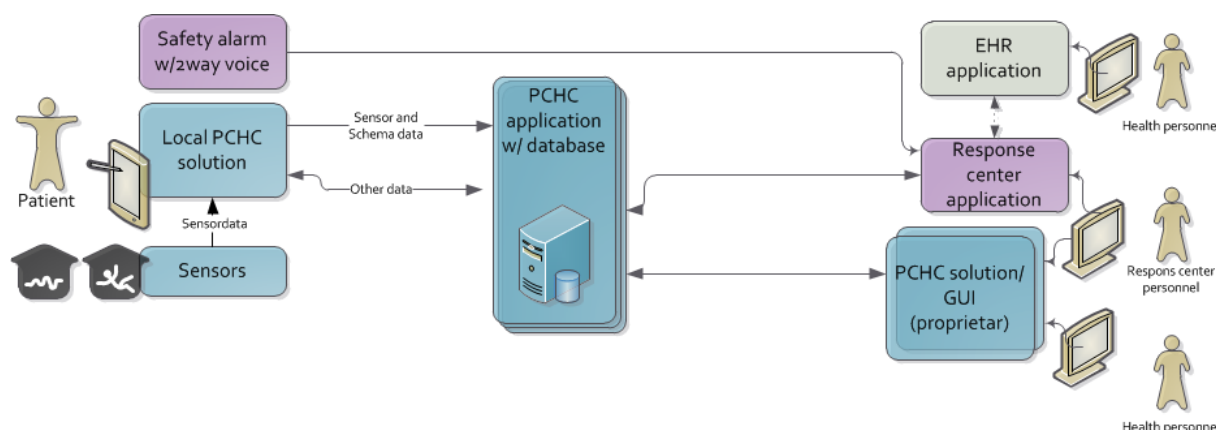 Safety alarm
w/2way voice
EHR
application
Health personne
PCHC
application
w/ database
Local PCHC
solution
Sensor and
Schema data
Patient
Other data
Response
center
application
Sensordata
Sensors
PCHC solution/
GUI
(proprietar)
Respons center
personnel
Health personne